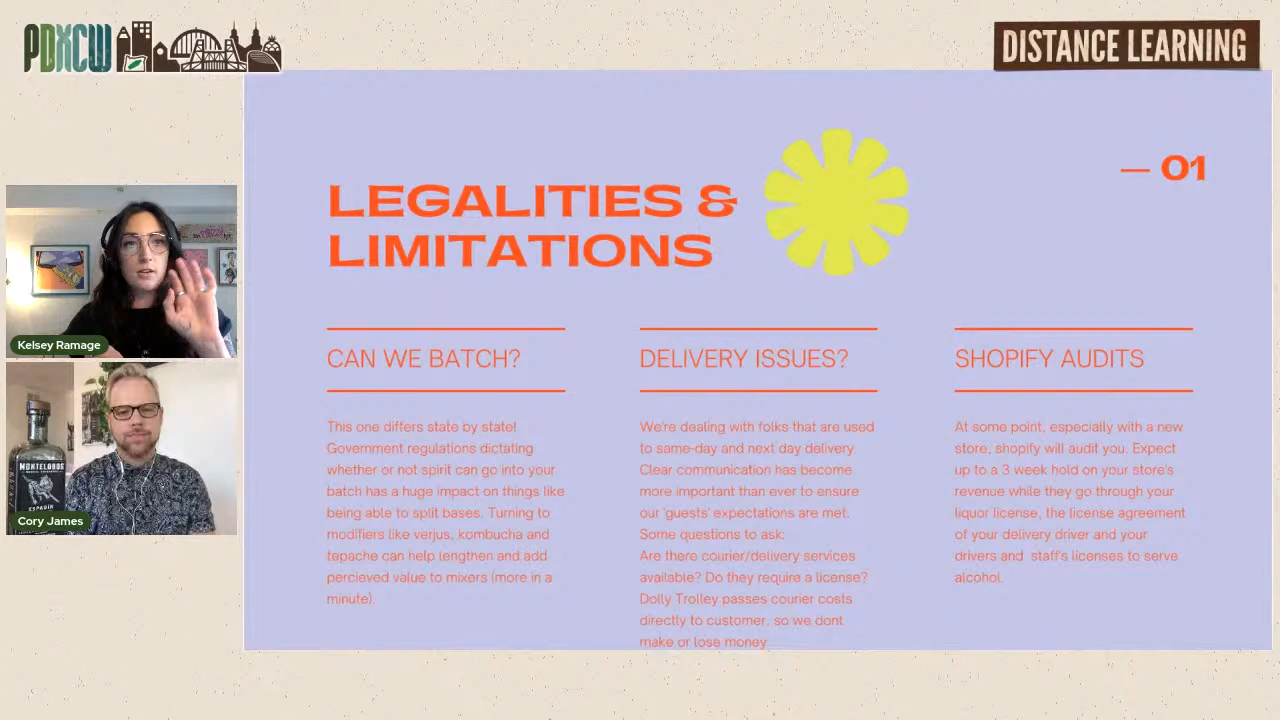 PDXCW
DISTANCE LEARNING
LEGALITIES &
LIMITATIONS
— 01
CAN WE BATCH?
This one differs state by state!
Government regulations dictating
whether or not spirit can go into your
batch has a huge impact on things like
being able to split bases. Turning to
modifiers like verjus, kombucha and
tepache can help lengthen and add
percieved value to mixers (more in a
minute).
DELIVERY ISSUES?
We're dealing with folks that are used
to same-day and next day delivery.
Clear communication has become
more important than ever to ensure
our 'guests' expectations are met.
Some questions to ask:
Are there courier/delivery services
available? Do they require a license?
Dolly Trolley passes courier costs
directly to customer, so we dont
make or lose money
SHOPIFY AUDITS
At some point, especially with a new
store, shopify will audit you. Expect
up to a 3 week hold on your store's
revenue while they go through your
liquor license, the license agreement
of your delivery driver and your
drivers and staff's licenses to serve
alcohol.
Kelsey Ramage
MONTELOBOS
ESPADIN
Cory James